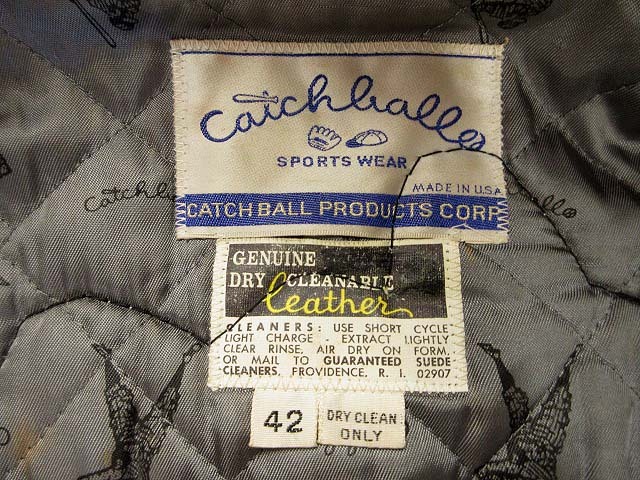 Catchball®
SPORTS WEAR
MADE IN U.S.A.
CATCH BALL PRODUCTS CORP.
Catchb
all®
GENUINE
DRY CLEANABLE
leather
CLEANERS: USE SHORT CYCLE
LIGHT CHARGE - EXTRACT LIGHTLY
CLEAR RINSE, AIR DRY ON FORM.
OR MAIL TO GUARANTEED SUEDE
CLEANERS, PROVIDENCE, R. I. 02907
42
DRY CLEAN
ONLY